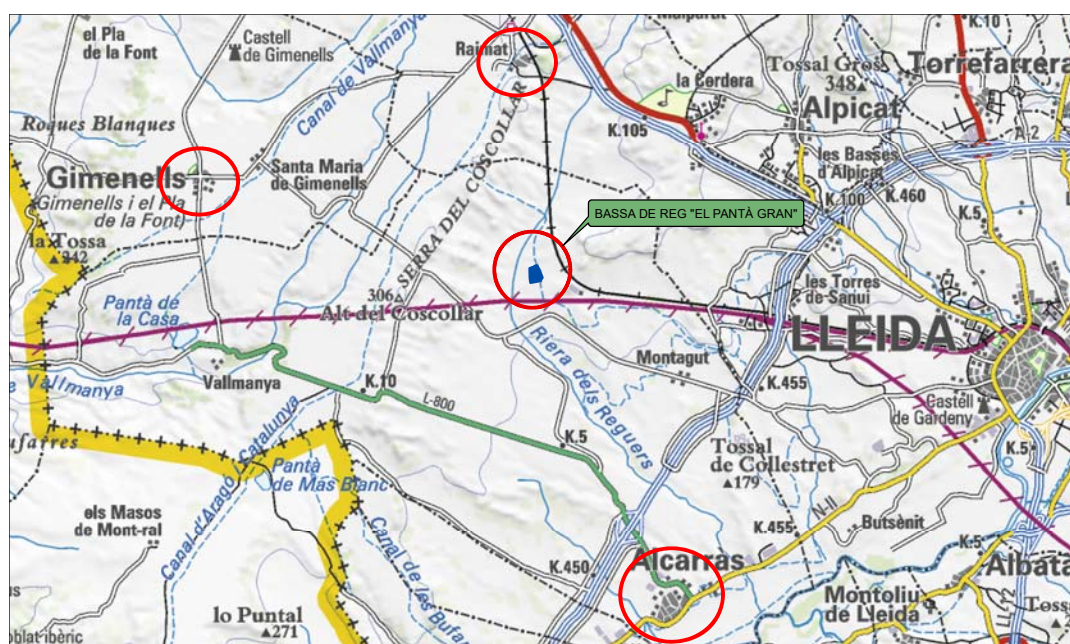 el Pla
de la Font
Castell
de Gimenells
Canal de Vallmanya
Raimat
K.10
la Cerdera
Tossal Gros
348
Torrefarrera
Alpicat
K.105
A-2
Roques Blanques
Gimenells
(Gimenells i el Pla
de la Font)
Santa Maria
de Gimenells
SERRA DEL COSCOLLAR
les Basses
d'Alpicat
K.100
K.460
K.5
BASSA DE REG "EL PANTÀ GRAN"
la Tossa
242
306
Alt del Coscollar
Pantà de
la Casa
les Torres
de Sanui
LLEIDA
Riera dels Reguers
Montagut
Vallmanya
de Vallmanya
K.10
L-800
K.455
Castell
de Gardeny
K.5
K.5
Tossal
de Collestret
179
Canal d'Aragó i Catalunya
Pantà
de Mas Blanc
els Masos
de Mont-ral
N-II
K.455
Butsènit
K.5
K.450
Alcarràs
Canal de les Bufar
Montoliu
de Lleida
Albata
lo Puntal
271
oblat ibèric